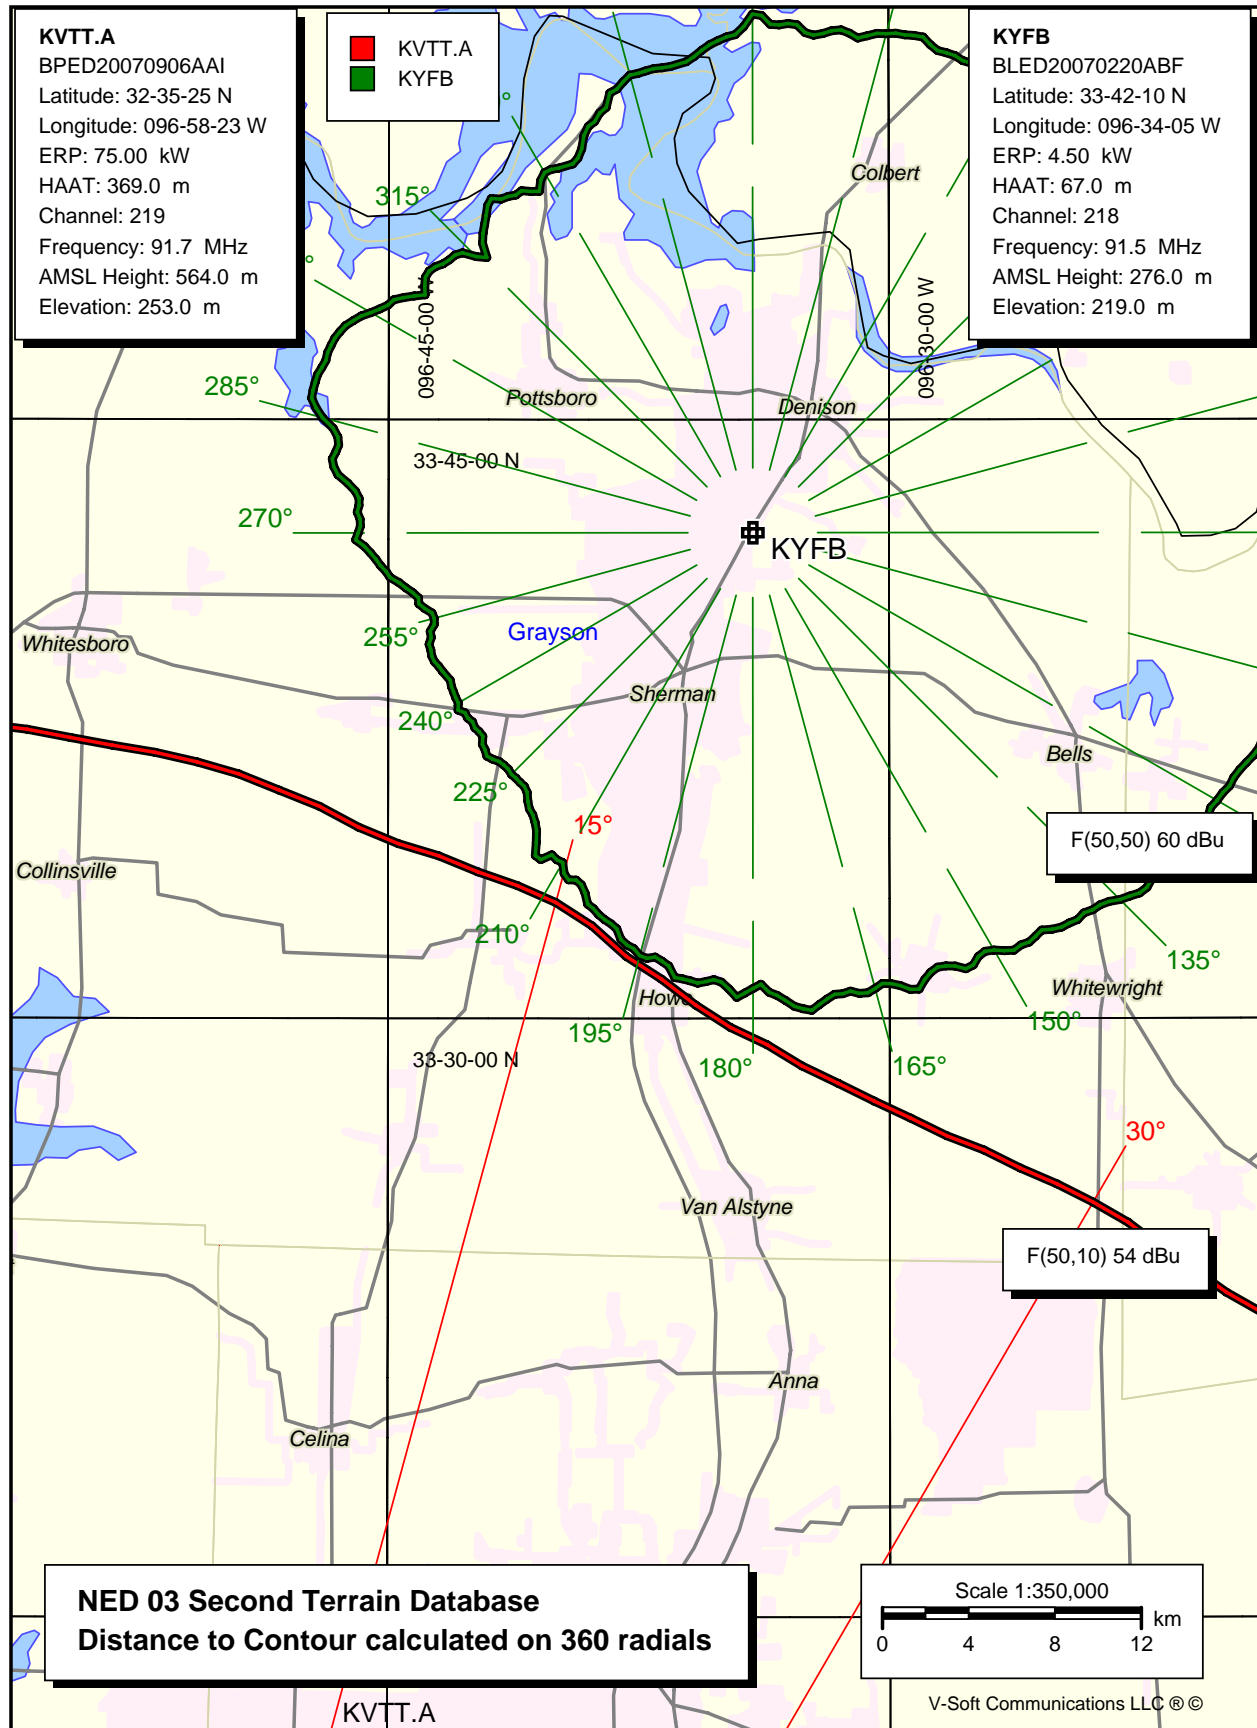 KVTT.A
BPED20070906AAI
Latitude: 32-35-25 N
Longitude: 096-58-23 W
ERP: 75.00 kW
HAAT: 369.0 m
Channel: 219
Frequency: 91.7 MHz
AMSL Height: 564.0 m
Elevation: 253.0 m
KVTT.A
KYFB
KYFB
BLED20070220ABF
Latitude: 33-42-10 N
Longitude: 096-34-05 W
ERP: 4.50 kW
HAAT: 67.0 m
Channel: 218
Frequency: 91.5 MHz
AMSL Height: 276.0 m
Elevation: 219.0 m
Colbert
315°
096-45-00 W
096-30-00 W
285°
Pottsboro
Denison
33-45-00 N
270°
KYFB
Grayson
255°
Whitesboro
Sherman
240°
Bells
225°
15°
F(50,50) 60 dBu
Collinsville
210°
135°
Whitewright
Howe
150°
195°
33-30-00 N
180°
165°
30°
Van Alstyne
F(50,10) 54 dBu
Anna
Celina
NED 03 Second Terrain Database
Distance to Contour calculated on 360 radials
Scale 1:350,000
km
0 4 8 12
V-Soft Communications LLC ® ©
KVTT.A